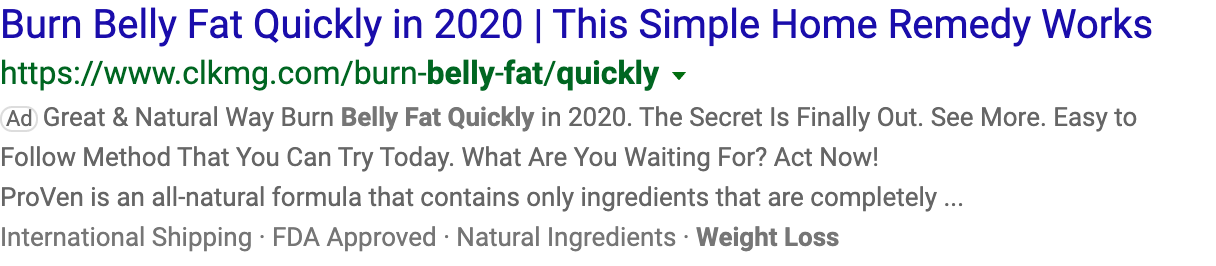 Burn Belly Fat Quickly in 2020 | This Simple Home Remedy Works
https://www.clkmg.com/burn-belly-fat/quickly
Ad Great & Natural Way Burn Belly Fat Quickly in 2020. The Secret Is Finally Out. See More. Easy to
Follow Method That You Can Try Today. What Are You Waiting For? Act Now!
ProVen is an all-natural formula that contains only ingredients that are completely ...
International Shipping · FDA Approved · Natural Ingredients · Weight Loss